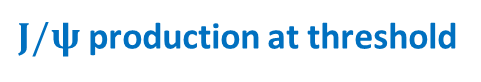 J/ψ production at threshold